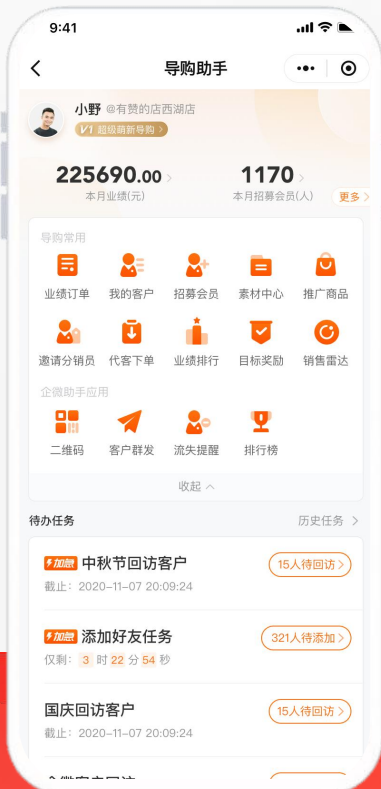 9:41
导购助手
小野 @有赞的店西湖店
V1 超级萌新导购 >
225690.00 >
1170 >
本月业绩(元)
本月招募会员(人)
更多 >
导购常用
业绩订单 我的客户 招募会员 素材中心 推广商品
邀请分销员 代客下单 业绩排行 目标奖励 销售雷达
企微助手应用
二维码 客户群发 流失提醒 排行榜
收起
待办任务 历史任务 >
加急 中秋节回访客户 15人待回访 >
截止：2020-11-07 20:09:24
加急 添加好友任务 321人待添加 >
仅剩：3 时 22 分 54 秒
国庆回访客户 15人待回访 >
截止：2020-11-07 20:09:24